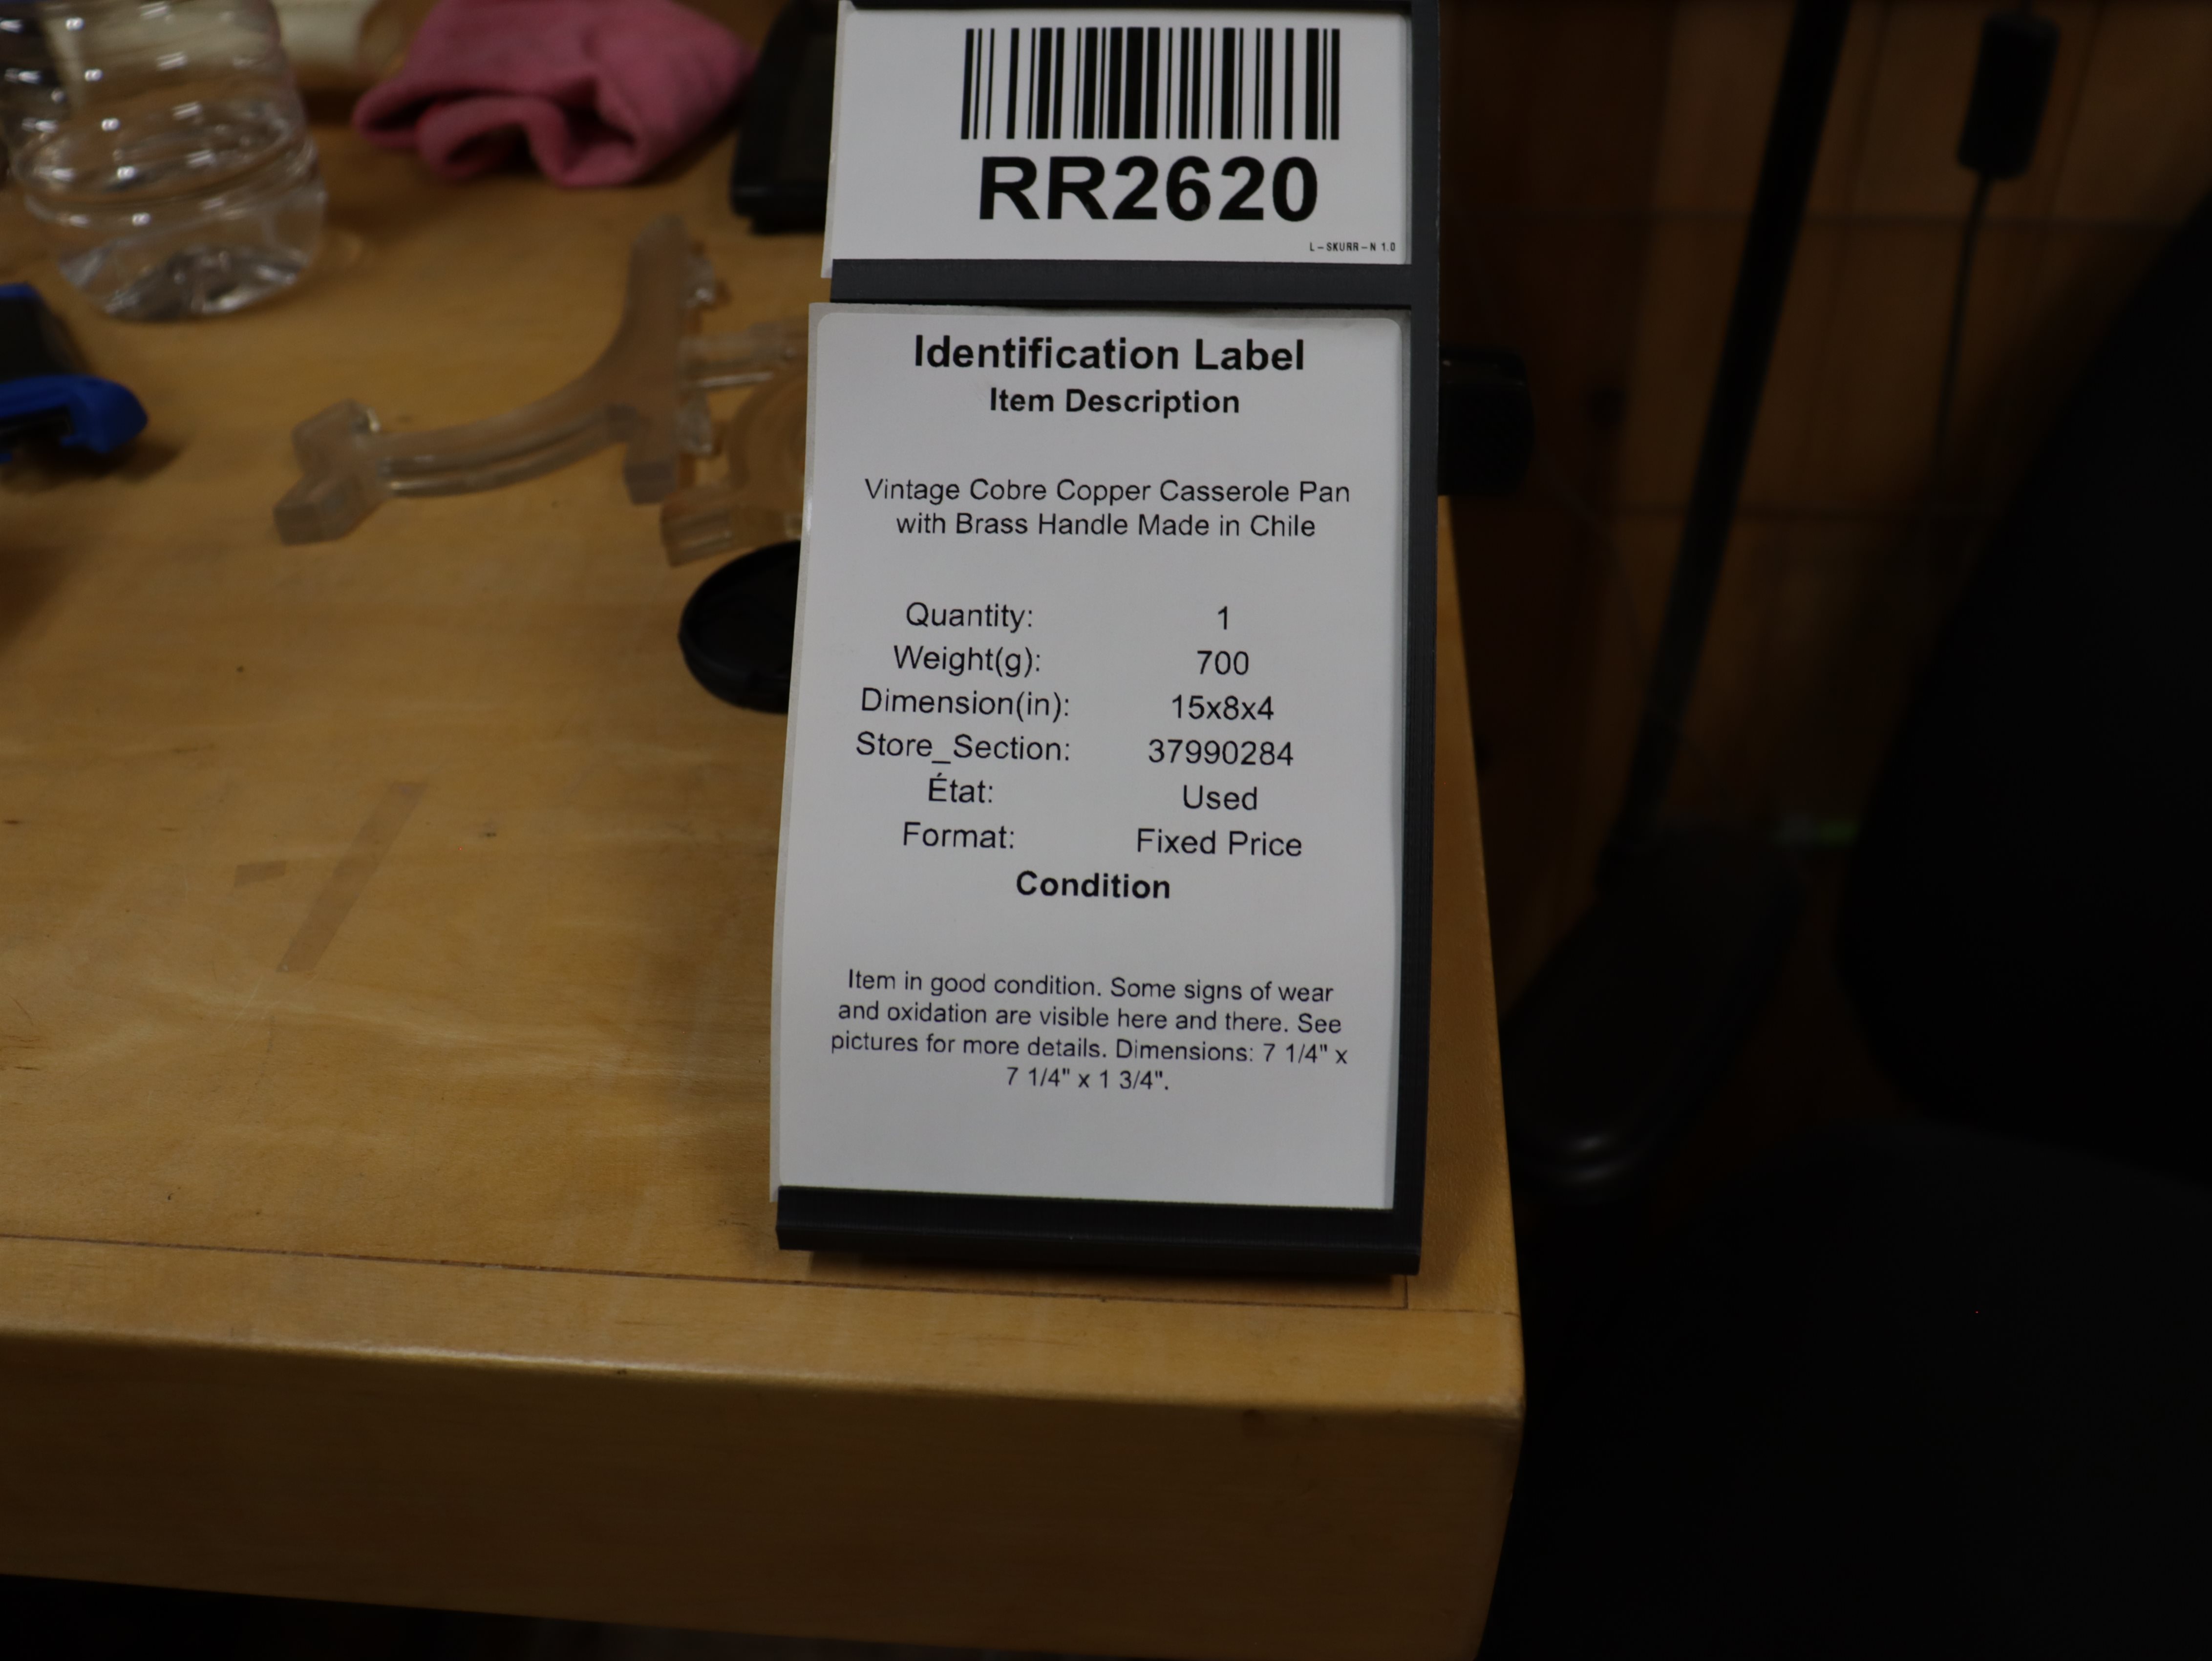 RR2620
L-SKURR-N 1.0
Identification Label
Item Description
Vintage Cobre Copper Casserole Pan
with Brass Handle Made in Chile
Quantity: 1
Weight(g): 700
Dimension(in): 15x8x4
Store_Section: 37990284
État: Used
Format: Fixed Price
Condition
Item in good condition. Some signs of wear
and oxidation are visible here and there. See
pictures for more details. Dimensions: 7 1/4" x
7 1/4" x 1 3/4".